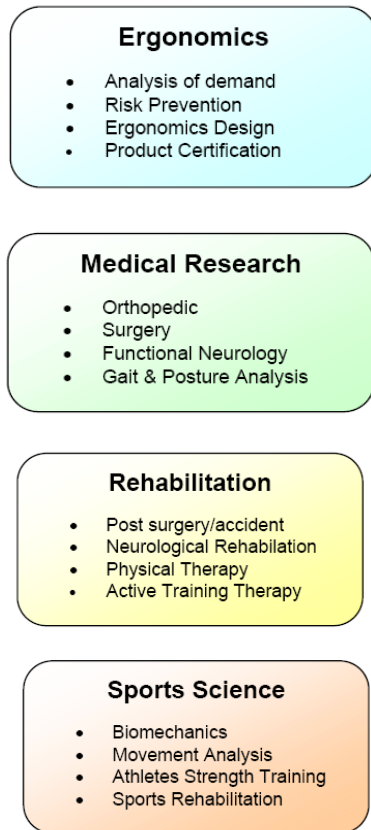 Ergonomics
• Analysis of demand
• Risk Prevention
• Ergonomics Design
• Product Certification
Medical Research
• Orthopedic
• Surgery
• Functional Neurology
• Gait & Posture Analysis
Rehabilitation
• Post surgery/accident
• Neurological Rehabilation
• Physical Therapy
• Active Training Therapy
Sports Science
• Biomechanics
• Movement Analysis
• Athletes Strength Training
• Sports Rehabilitation